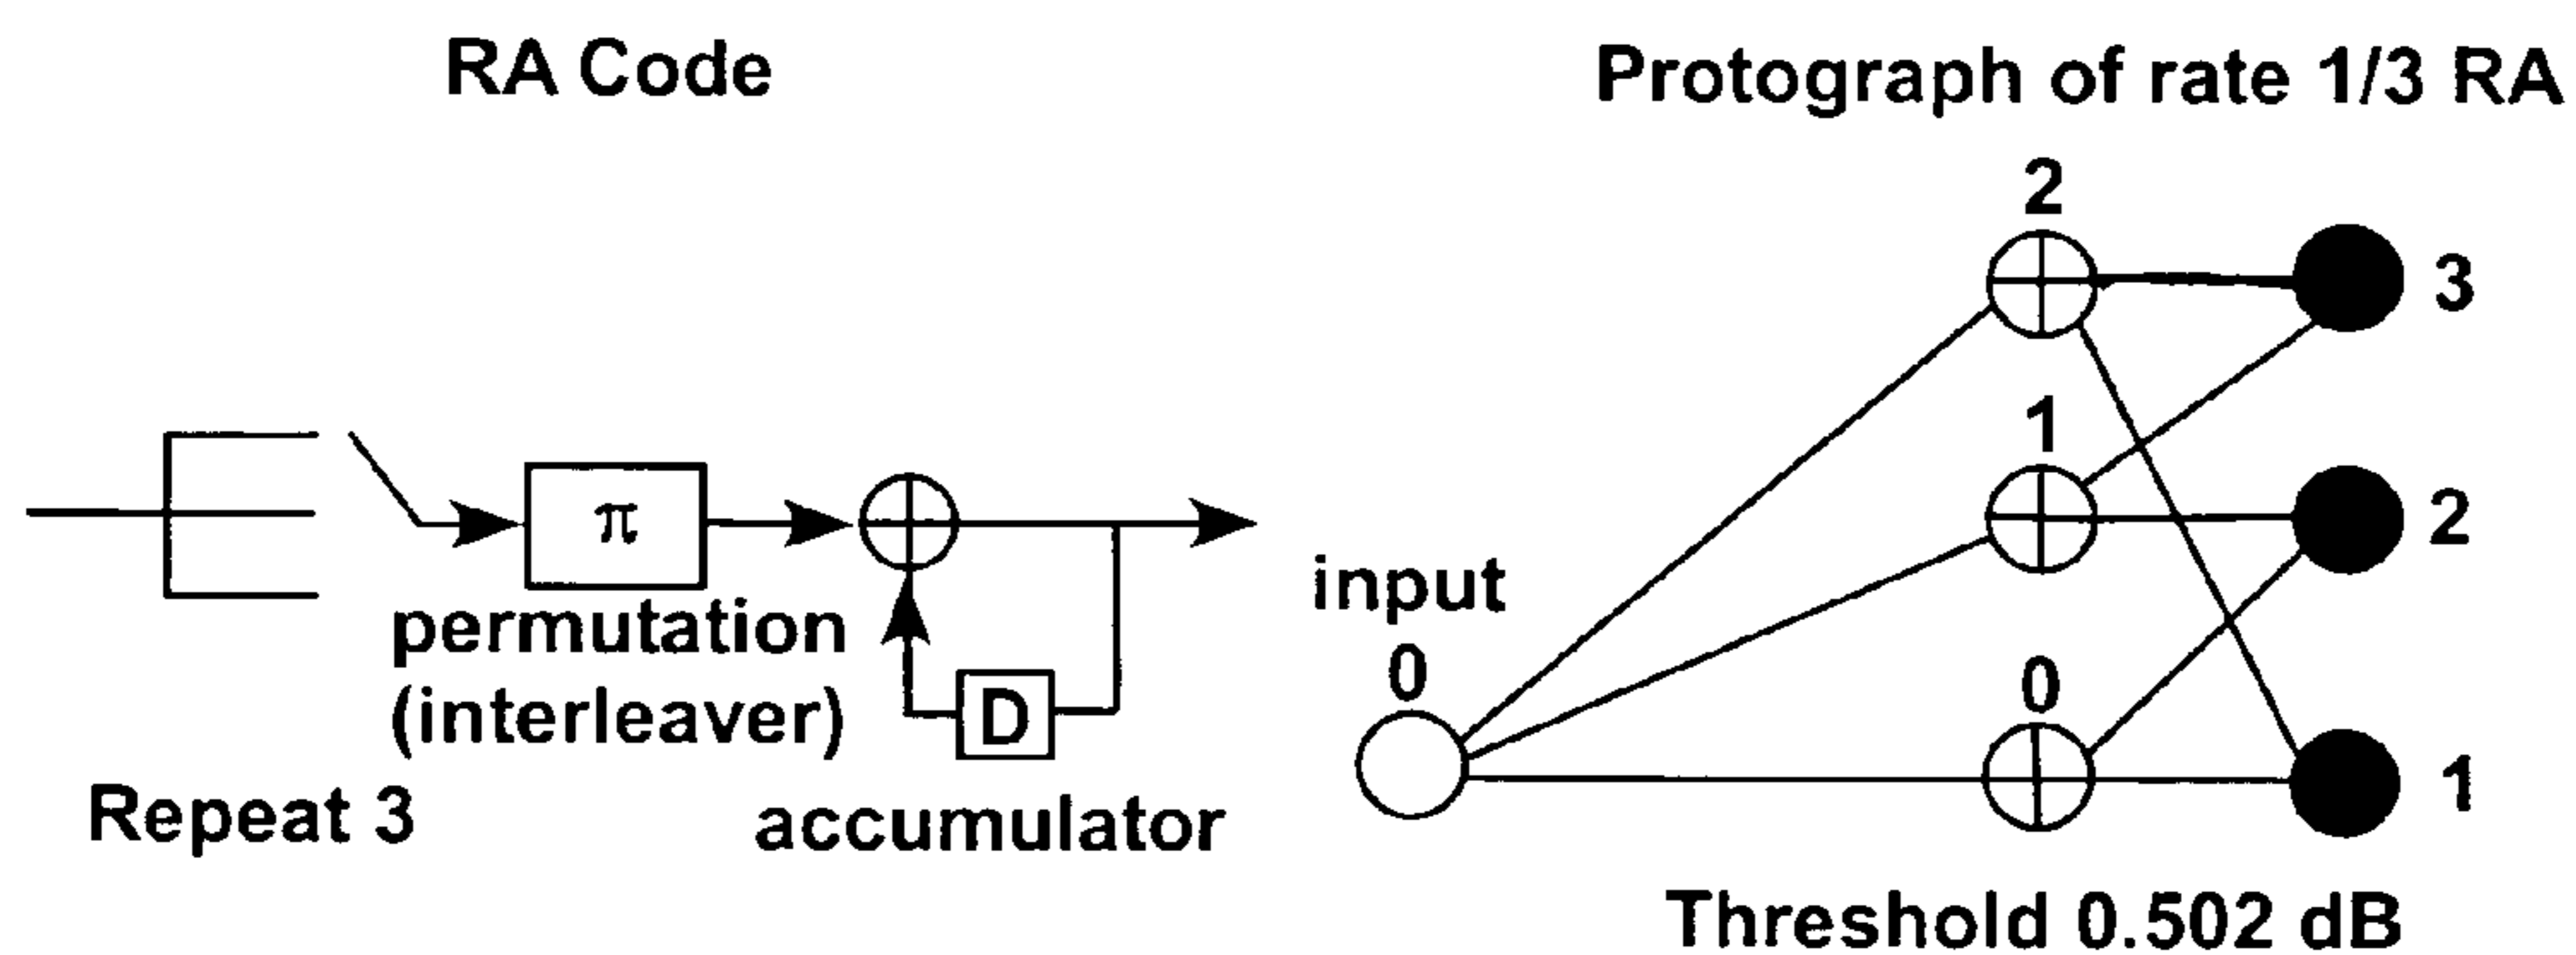 RA Code
π
permutation
(interleaver)
D
Repeat 3
accumulator
Protograph of rate 1/3 RA
2
3
1
2
input
0
0
1
Threshold 0.502 dB